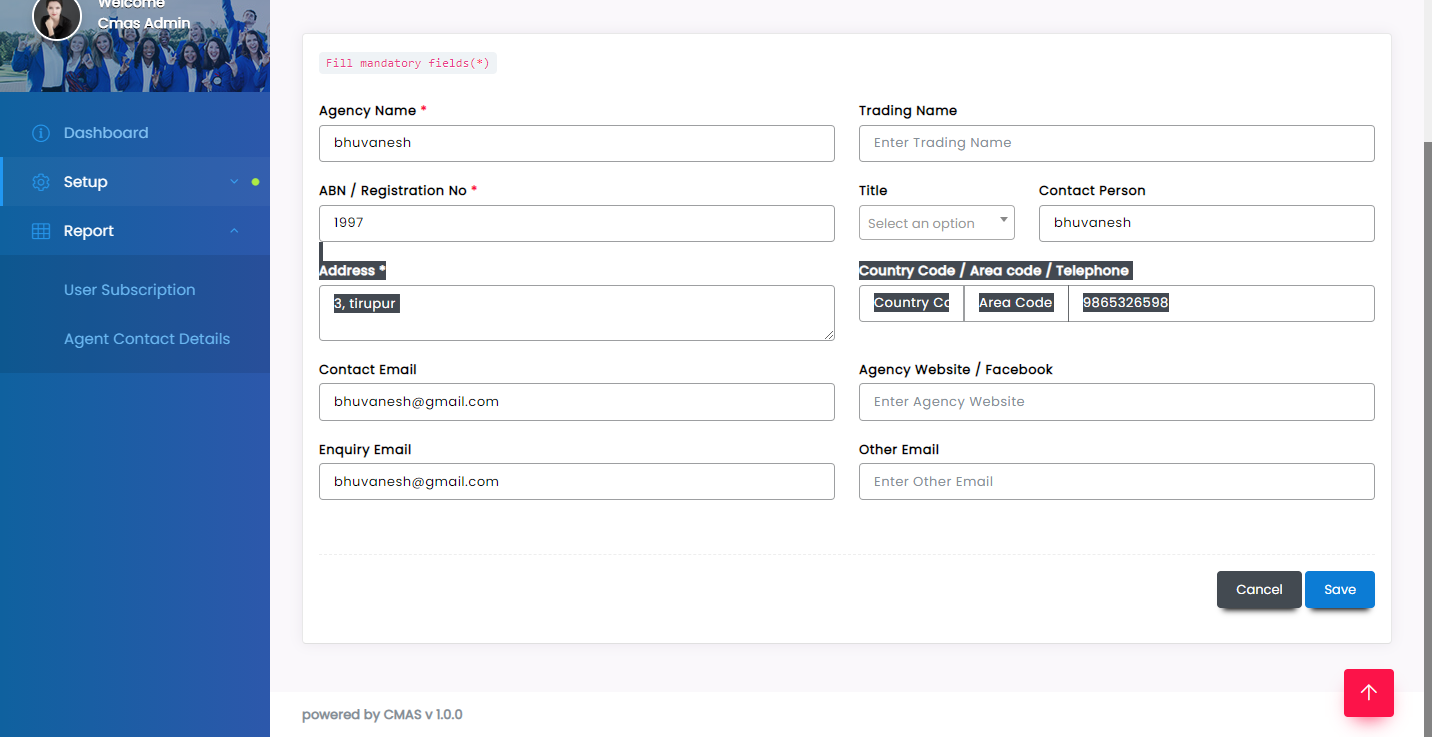 Welcome
Cmas Admin
Dashboard
Setup
Report
User Subscription
Agent Contact Details
Fill mandatory fields(*)
Agency Name *
bhuvanesh
Trading Name
Enter Trading Name
ABN / Registration No *
1997
Title
Select an option
Contact Person
bhuvanesh
Address *
3, tirupur
Country Code / Area code / Telephone
Country Co
Area Code
9865326598
Contact Email
bhuvanesh@gmail.com
Agency Website / Facebook
Enter Agency Website
Enquiry Email
bhuvanesh@gmail.com
Other Email
Enter Other Email
Cancel
Save
powered by CMAS v 1.0.0